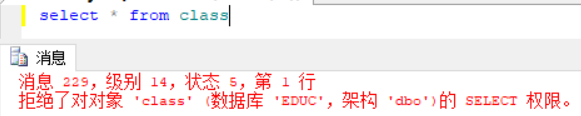 select * from class
消息
消息 229，级别 14，状态 5，第 1 行
拒绝了对对象 'class' (数据库 'EDUC'，架构 'dbo')的 SELECT 权限。